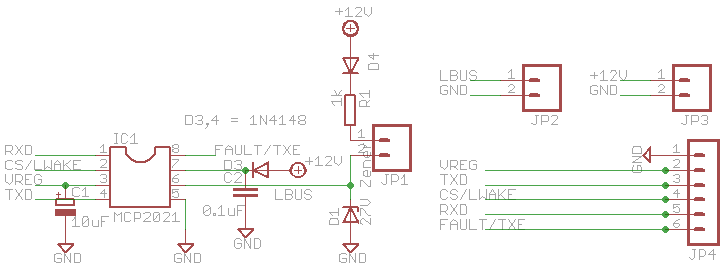 +12V
D4
1k
R1
D3,4 = 1N4148
1
2
JP1
IC1
RXD 1
CS/LWAKE 2
VREG 3
TXD 4
8 FAULT/TXE
7
6
5
MCP2021
D3
+12V
C2
0.1uF
LBUS
C1
10uF
GND
GND
GND
D1
27V Zener
GND
LBUS 1
GND 2
JP2
+12V 1
GND 2
JP3
GND 1
VREG 2
TXD 3
CS/LWAKE 4
RXD 5
FAULT/TXE 6
JP4